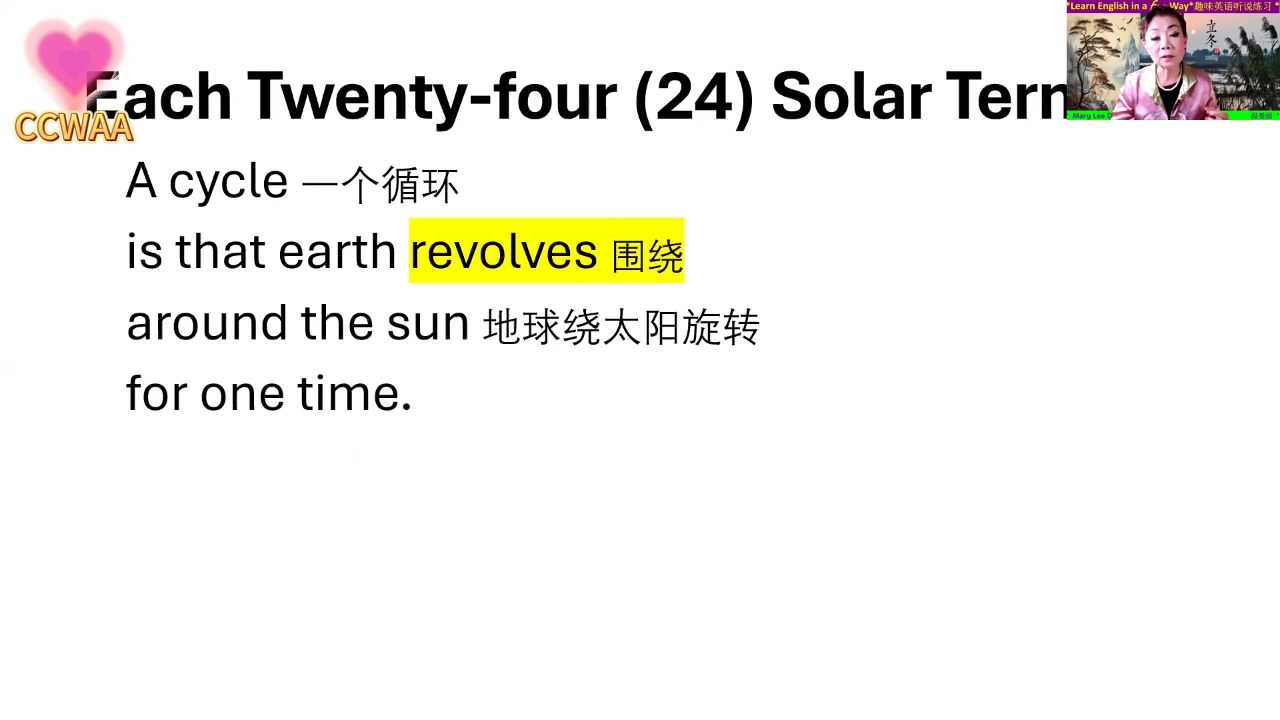 *Learn English in a Way*趣味英语听说练习 *
立冬
Mary Lee
CCWAA
Each Twenty-four (24) Solar
A cycle 一个循环
is that earth revolves 围绕
around the sun 地球绕太阳旋转
for one time.